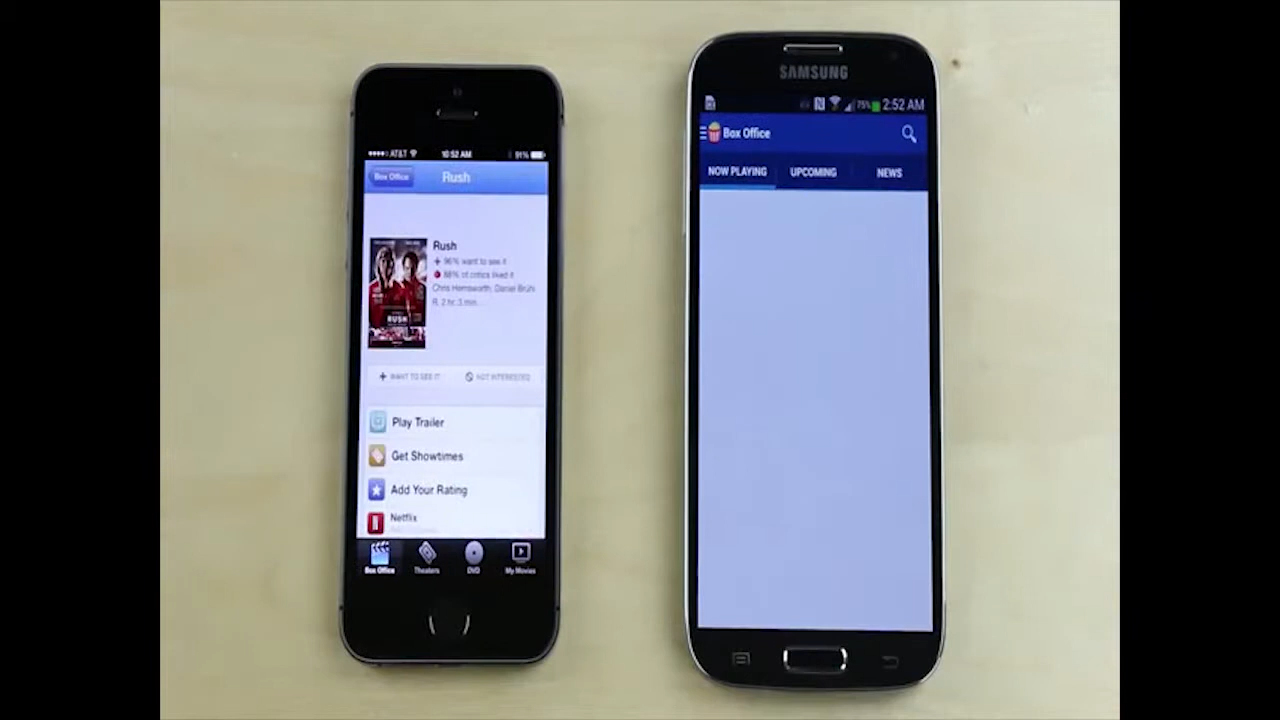 AT&T 10:52 AM 91%
Box Office Rush
Rush
96% want to see it
88% of critics liked it
Chris Hemsworth, Daniel Brühl
R, 2 hr. 3 min.
RUSH
WANT TO SEE IT NOT INTERESTED
Play Trailer
Get Showtimes
Add Your Rating
Netflix
Box Office Theaters DVD My Movies
SAMSUNG
75% 2:52 AM
Box Office
NOW PLAYING UPCOMING NEWS